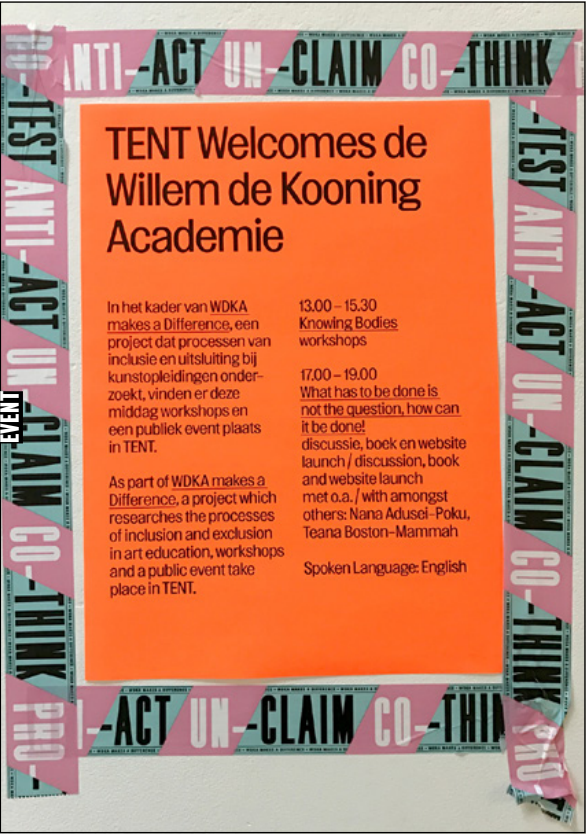 ANTI–ACT UN–CLAIM CO–THINK
–TEST ANTI–ACT UN–CLAIM CO–THINK PRO–
TENT Welcomes de
Willem de Kooning
Academie
In het kader van WDKA
makes a Difference, een
project dat processen van
inclusie en uitsluiting bij
kunstopleidingen onder-
zoekt, vinden er deze
middag workshops en
een publiek event plaats
in TENT.
As part of WDKA makes a
Difference, a project which
researches the processes
of inclusion and exclusion
in art education, workshops
and a public event take
place in TENT.
13.00 – 15.30
Knowing Bodies
workshops
17.00 – 19.00
What has to be done is
not the question, how can
it be done!
discussie, boek en website
launch / discussion, book
and website launch
met o.a. / with amongst
others: Nana Adusei-Poku,
Teana Boston-Mammah
Spoken Language: English
–TEST ANTI–ACT UN–CLAIM CO–THINK PRO
–ACT UN–CLAIM CO–THIN
EVENT